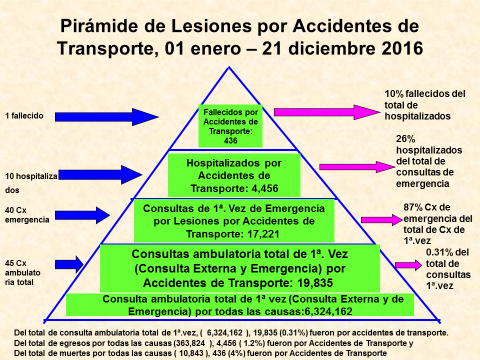 Pirámide de Lesiones por Accidentes de
Transporte, 01 enero – 21 diciembre 2016
1 fallecido
Fallecidos por
Accidentes de
Transporte:
436
10% fallecidos del
total de
hospitalizados
10 hospitaliza
dos
Hospitalizados por
Accidentes de
Transporte: 4,456
26%
hospitalizados
del total de
consultas de
emergencia
40 Cx
emergencia
Consultas de 1ª. Vez de Emergencia
por Lesiones por Accidentes de
Transporte: 17,221
87% Cx de
emergencia del
total de Cx de
1ª.vez
45 Cx
ambulato
ria total
Consultas ambulatoria total de 1ª. Vez
(Consulta Externa y Emergencia) por
Accidentes de Transporte: 19,835
0.31% del
total de
consultas
1ª.vez
Consulta ambulatoria total de 1ª vez (Consulta Externa y de
Emergencia) por todas las causas:6,324,162
Del total de consulta ambulatoria total de 1ª.vez, ( 6,324,162 ), 19,835 (0.31%) fueron por accidentes de transporte.
Del total de egresos por todas las causas (363,824 ), 4,456 ( 1.2%) fueron por Accidentes de Transporte y
Del total de muertes por todas las causas ( 10,843 ), 436 (4%) fueron por Accidentes de Transporte